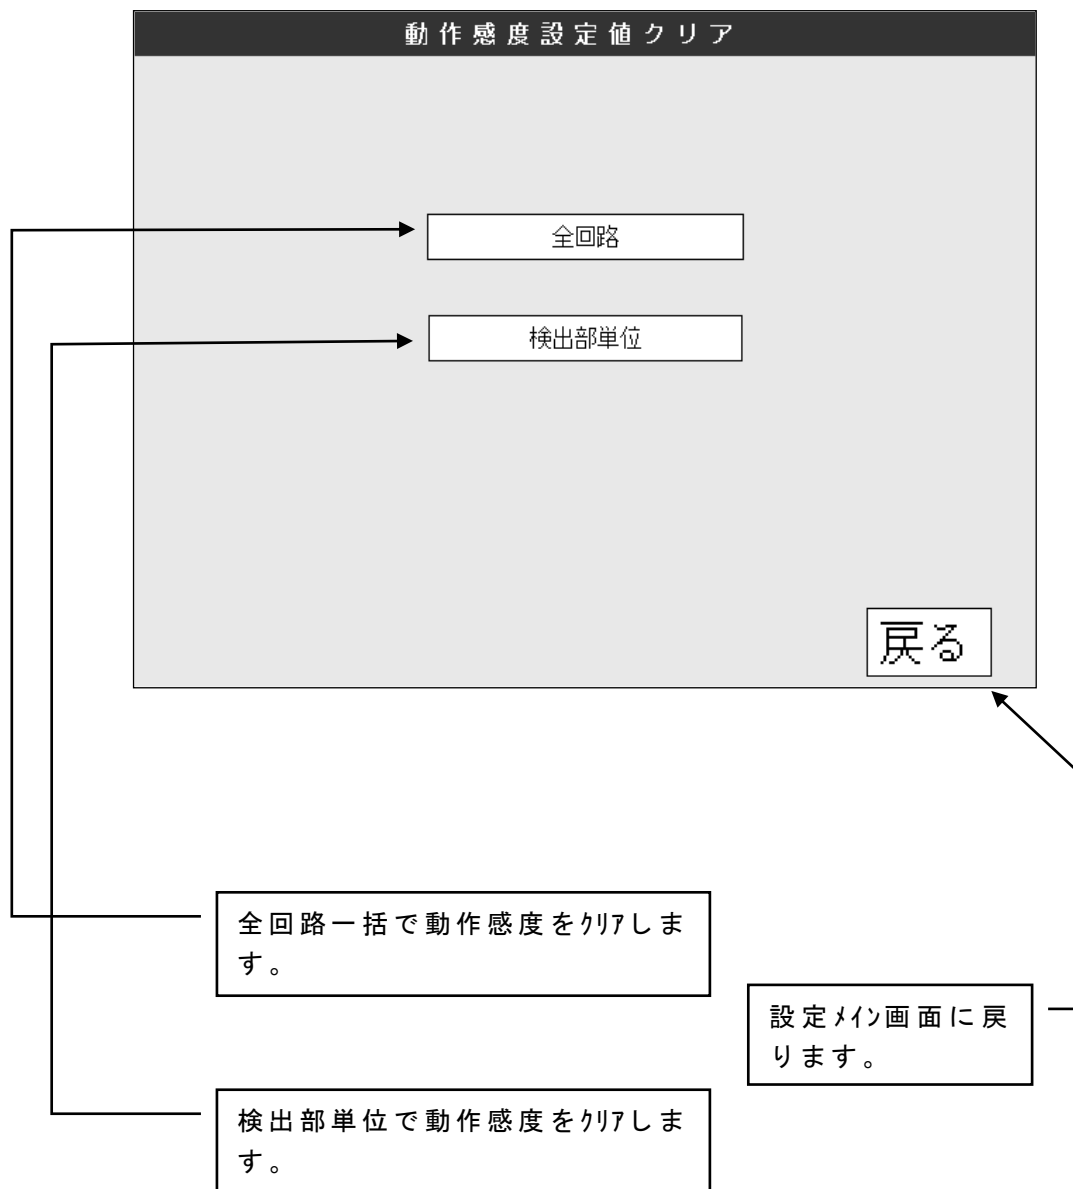 動作感度設定値クリア
全回路
検出部単位
戻る
全回路一括で動作感度をｸﾘｱしま
す。
設定ﾒｲﾝ画面に戻
ります。
検出部単位で動作感度をｸﾘｱしま
す。